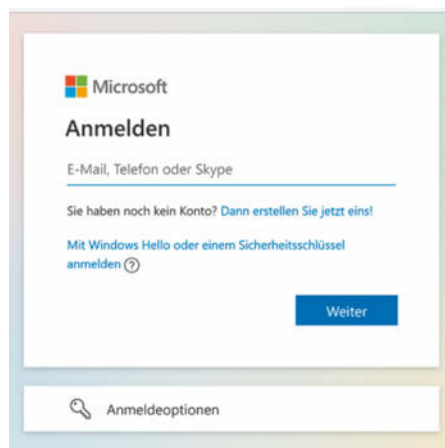 Microsoft
Anmelden
E-Mail, Telefon oder Skype
Sie haben noch kein Konto? Dann erstellen Sie jetzt eins!
Mit Windows Hello oder einem Sicherheitsschlüssel
anmelden
Weiter
Anmeldeoptionen